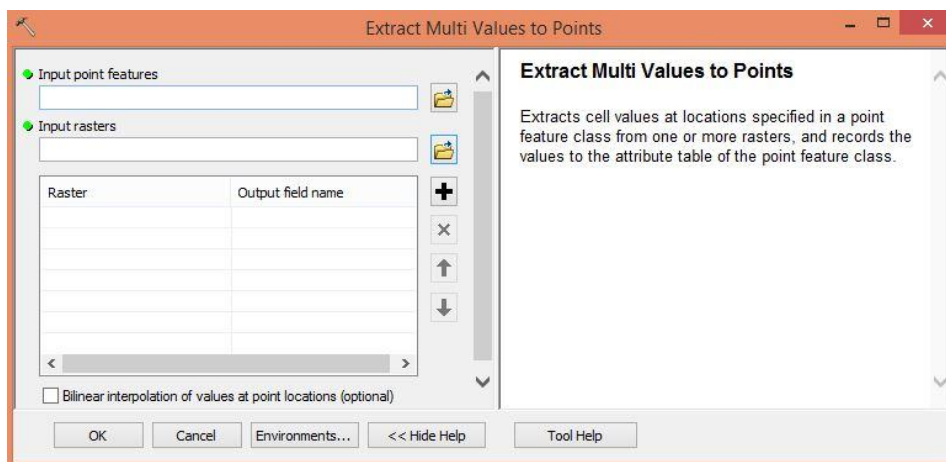 Extract Multi Values to Points
Input point features
Input rasters
Raster Output field name
Bilinear interpolation of values at point locations (optional)
OK Cancel Environments... << Hide Help Tool Help
Extract Multi Values to Points
Extracts cell values at locations specified in a point
feature class from one or more rasters, and records the
values to the attribute table of the point feature class.